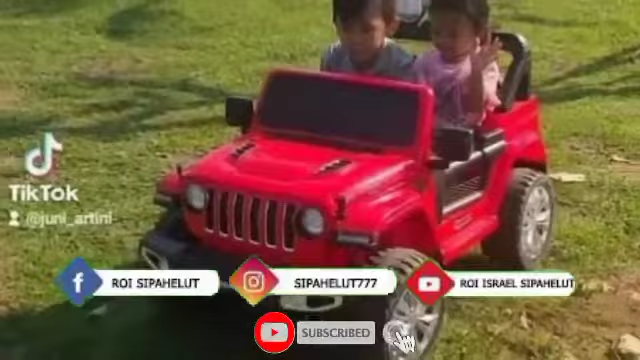 TikTok
@juni_artini
ROI SIPAHELUT
SIPAHELUT777
ROI ISRAEL SIPAHELUT
SUBSCRIBED